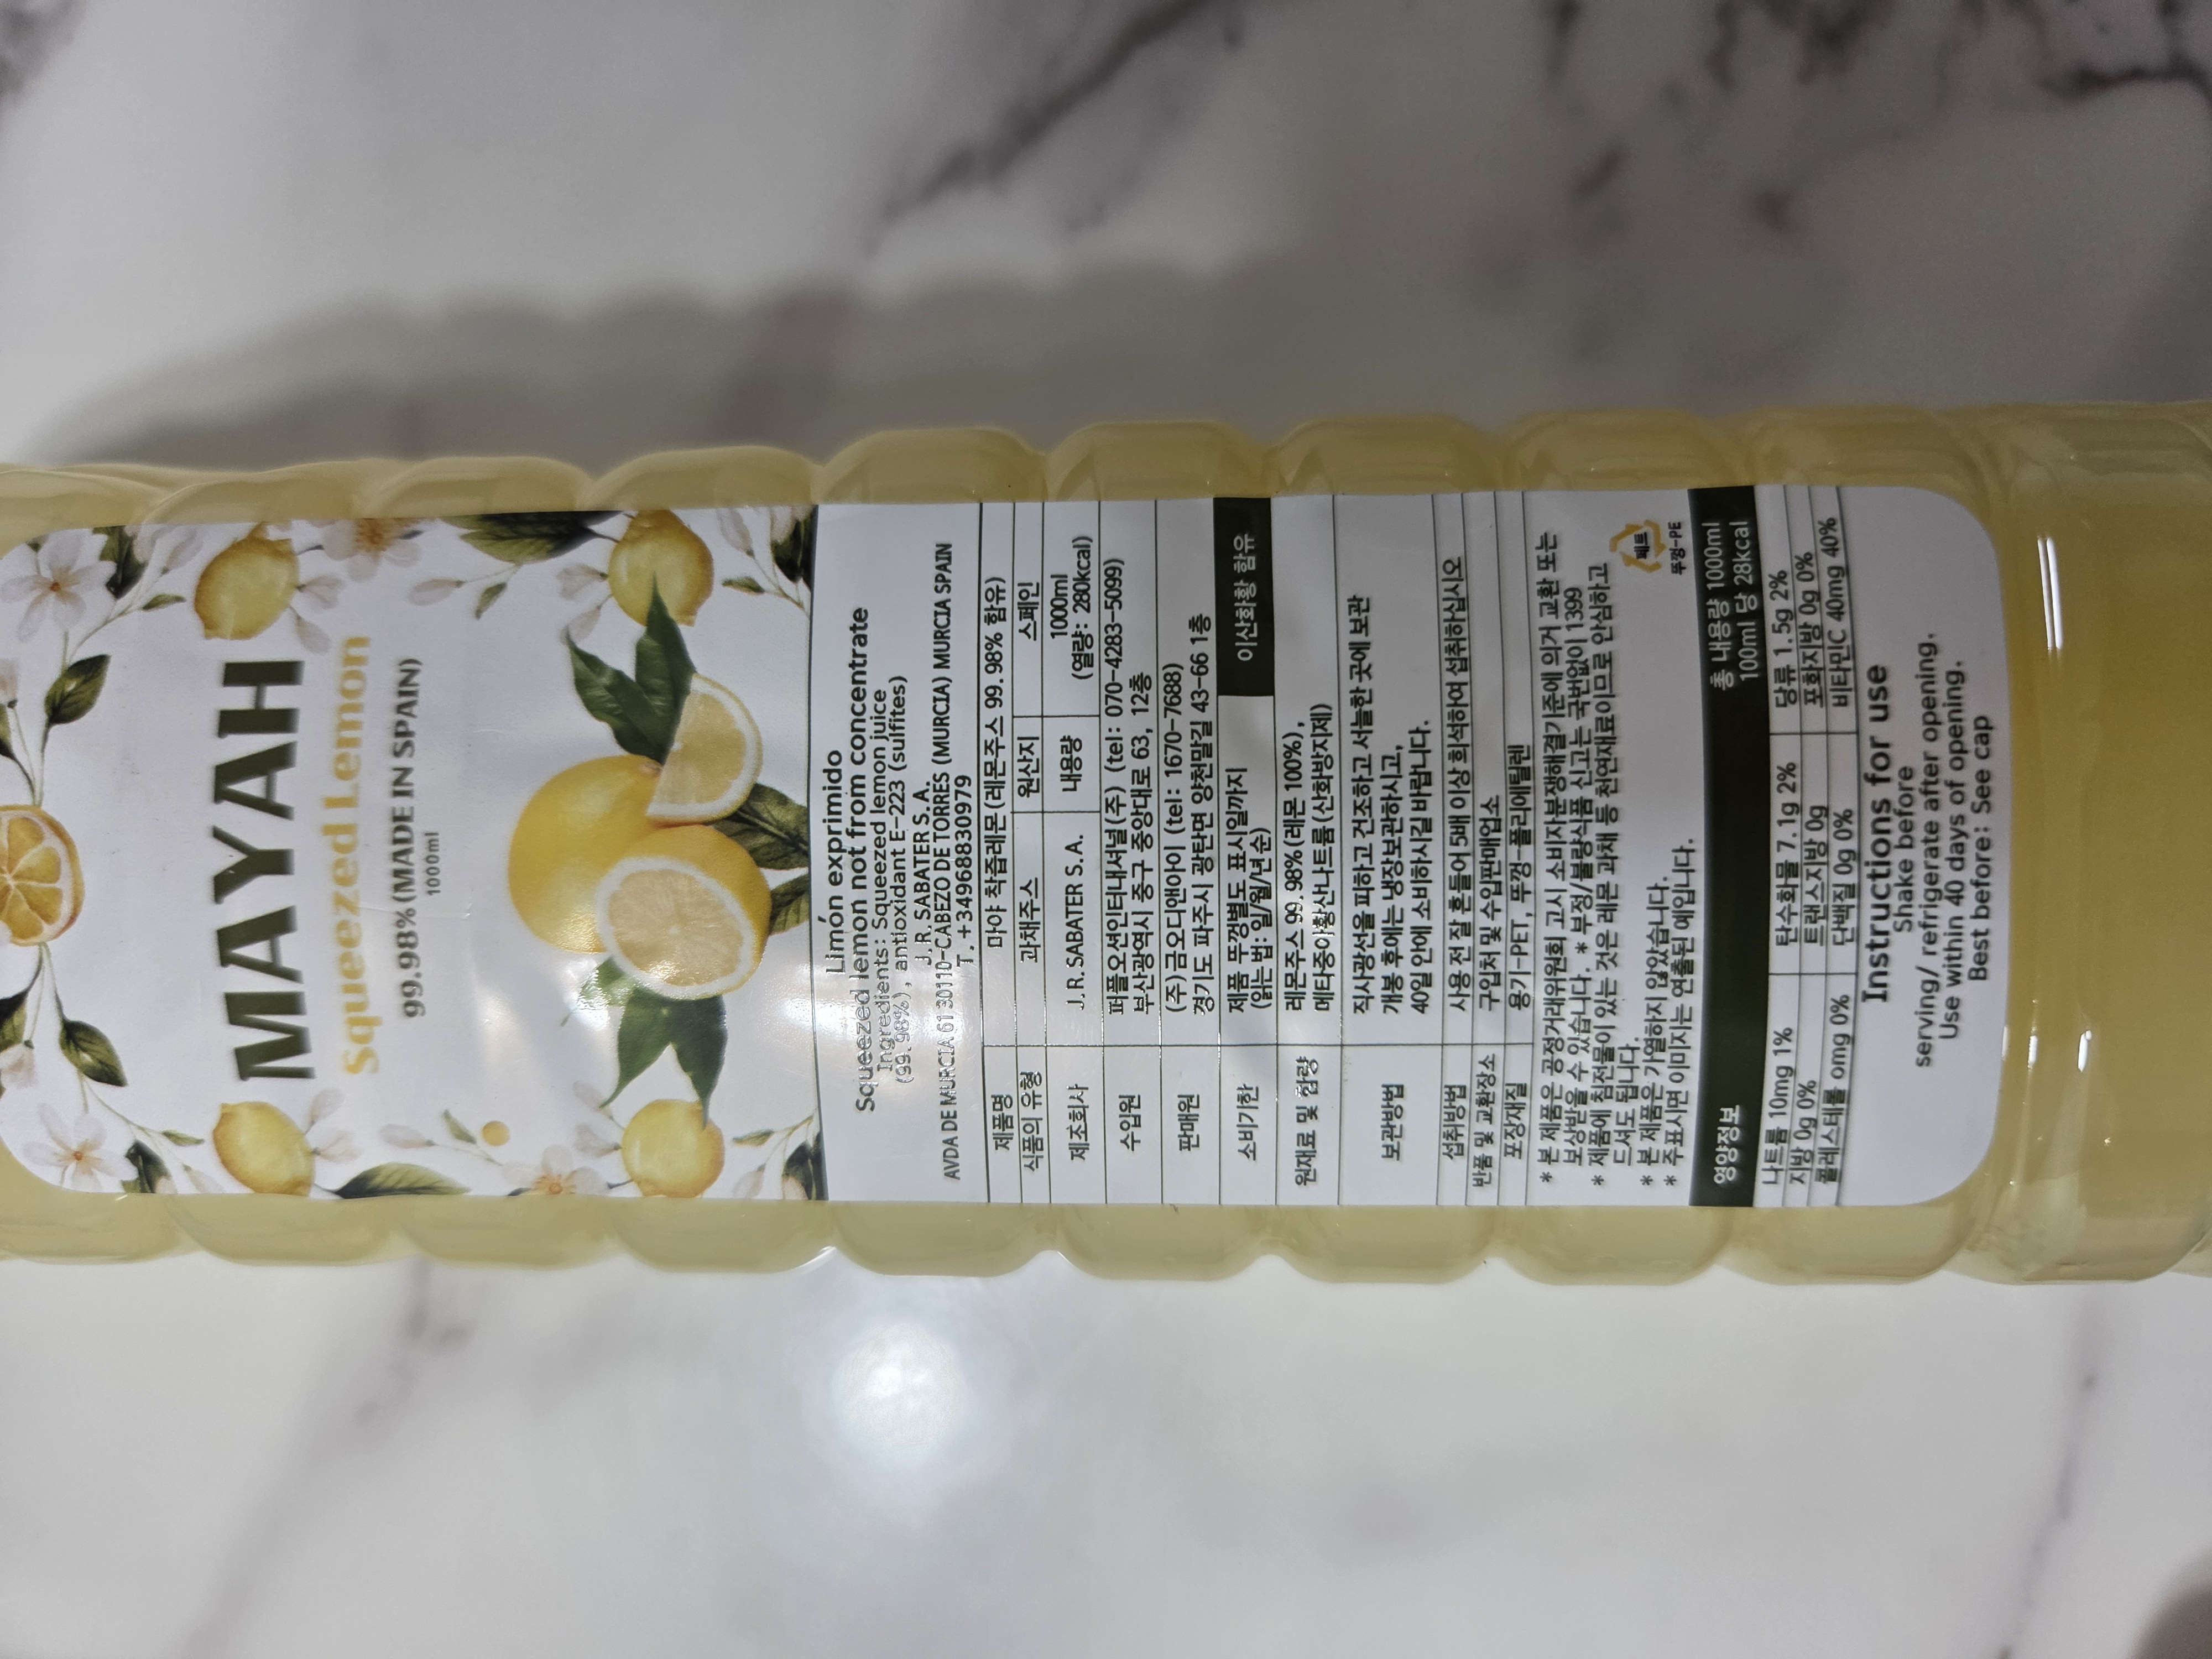 MAYAH
Squeezed Lemon
99.98% (MADE IN SPAIN)
1000ml
Limón exprimido
Squeezed lemon not from concentrate
Ingredients: Squeezed lemon juice
(99.98%), antioxidant E-223 (sulfites)
J.R. SABATER S.A.
AVDA DE MURCIA 61 30110-CABEZO DE TORRES (MURCIA) MURCIA SPAIN
T. +34968830979
제품명 마야 착즙레몬 (레몬주스 99.98% 함유)
식품의 유형 과채주스 원산지 스페인
제조회사 J.R. SABATER S.A. 내용량 1000ml
(열량: 280kcal)
수입원 퍼플오션인터내셔널(주) (tel: 070-4283-5099)
부산광역시 중구 중앙대로 63, 12층
판매원 (주)금오디앤아이 (tel: 1670-7688)
경기도 파주시 광탄면 양천말길 43-66 1층
소비기한 제품 뚜껑별도 표시일까지
(읽는 법: 일/월/년순)
이산화황 함유
원재료 및 함량 레몬주스 99.98%(레몬 100%),
메타중아황산나트륨(산화방지제)
보관방법 직사광선을 피하고 건조하고 서늘한 곳에 보관
개봉 후에는 냉장보관하시고,
40일 안에 소비하시길 바랍니다.
섭취방법 사용 전 잘 흔들어 5배 이상 희석하여 섭취하십시오
반품 및 교환장소 구입처 및 수입판매업소
포장재질 용기-PET, 뚜껑-폴리에틸렌
* 본 제품은 공정거래위원회 고시 소비자분쟁해결기준에 의거 교환 또는
보상받을 수 있습니다. * 부정/불량식품 신고는 국번없이 1399
* 제품에 침전물이 있는 것은 레몬 과채 등 천연재료이므로 안심하고
드셔도 됩니다.
* 본 제품은 가열하지 않았습니다.
* 주표시면 이미지는 연출된 예입니다.
페트
뚜껑-PE
영양정보 총 내용량 1000ml
100ml 당 28kcal
나트륨 10mg 1% 탄수화물 7.1g 2% 당류 1.5g 2%
지방 0g 0% 트랜스지방 0g 포화지방 0g 0%
콜레스테롤 0mg 0% 단백질 0g 0% 비타민C 40mg 40%
Instructions for use
Shake before
serving/ refrigerate after opening.
Use within 40 days of opening.
Best before: See cap